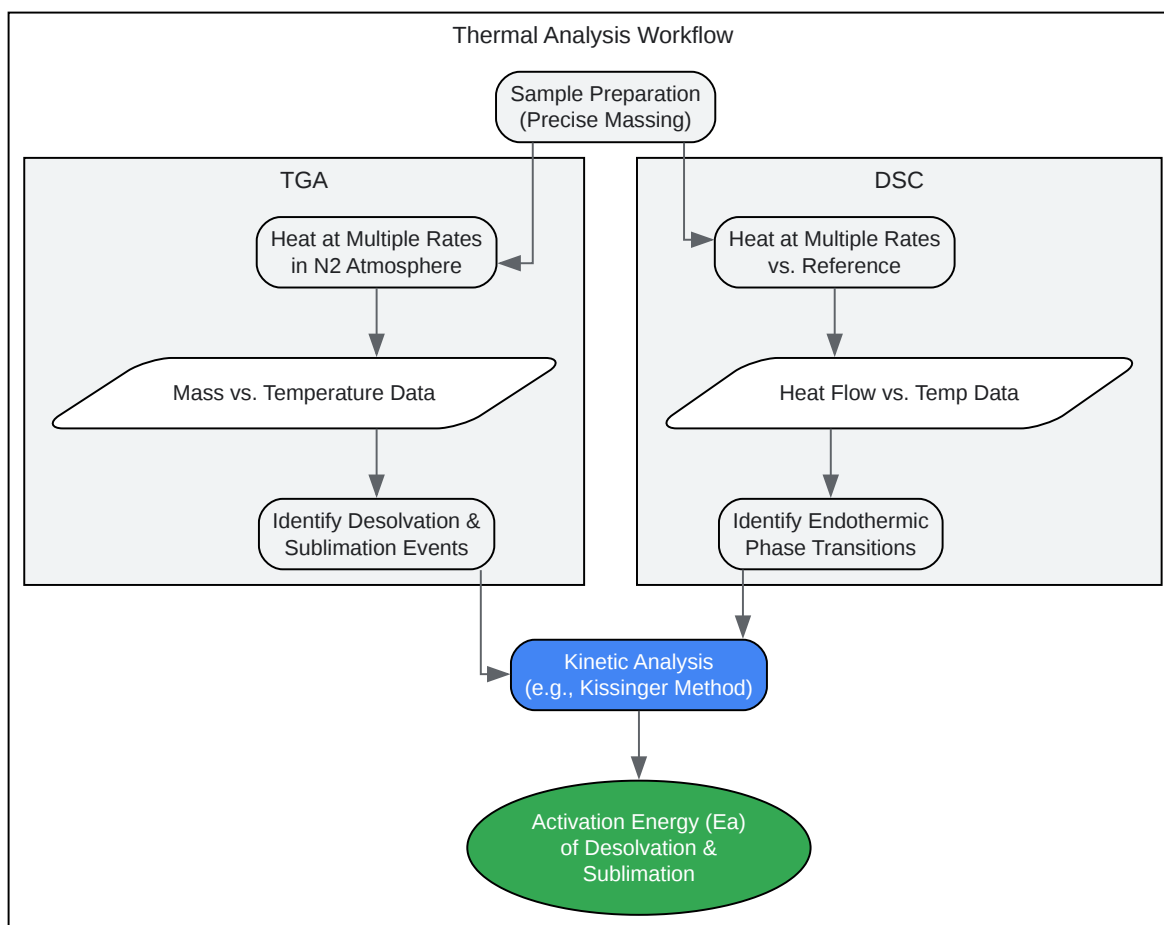 Thermal Analysis Workflow
Sample Preparation
(Precise Massing)
TGA
Heat at Multiple Rates
in N2 Atmosphere
Mass vs. Temperature Data
Identify Desolvation &
Sublimation Events
DSC
Heat at Multiple Rates
vs. Reference
Heat Flow vs. Temp Data
Identify Endothermic
Phase Transitions
Kinetic Analysis
(e.g., Kissinger Method)
Activation Energy (Ea)
of Desolvation &
Sublimation